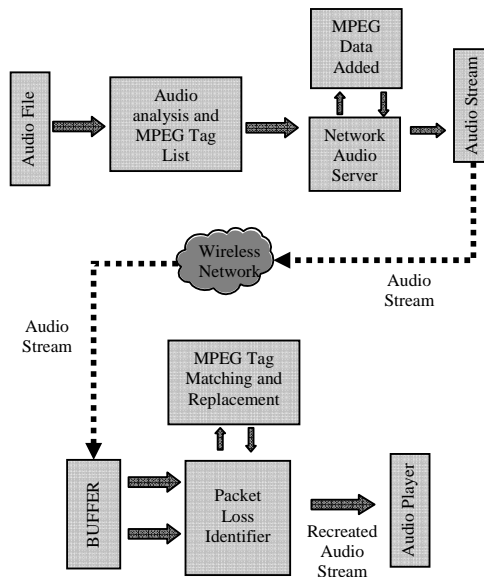 Audio File
Audio
analysis and
MPEG Tag
List
MPEG
Data
Added
Network
Audio
Server
Audio Stream
Wireless
Network
Audio
Stream
Audio
Stream
MPEG Tag
Matching and
Replacement
BUFFER
Packet
Loss
Identifier
Recreated
Audio
Stream
Audio Player